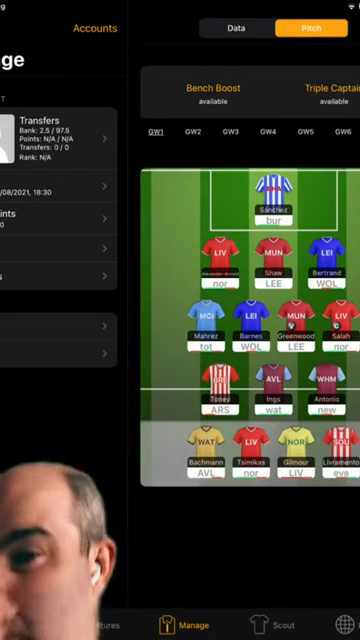 Accounts
Data
Pitch
Bench Boost
available
Triple Captain
available
GW1
GW2
GW3
GW4
GW5
GW6
Transfers
Bank: 2.5 / 97.5
Points: N/A / N/A
Transfers: 0 / 0
Rank: N/A
/08/2021, 18:30
BHA
Sánchez
bur
LIV
MUN
LEI
Alexander-Arnold
Shaw
Bertrand
nor
LEE
WOL
MCI
LEI
MUN
LIV
V
C
Mahrez
Barnes
Greenwood
Salah
tot
WOL
LEE
nor
BRE
AVL
WHM
Toney
Ings
Antonio
ARS
wat
new
WAT
LIV
NOR
SOU
Bachmann
Tsimikas
Gilmour
Livramento
AVL
nor
LIV
eve
Manage
Scout